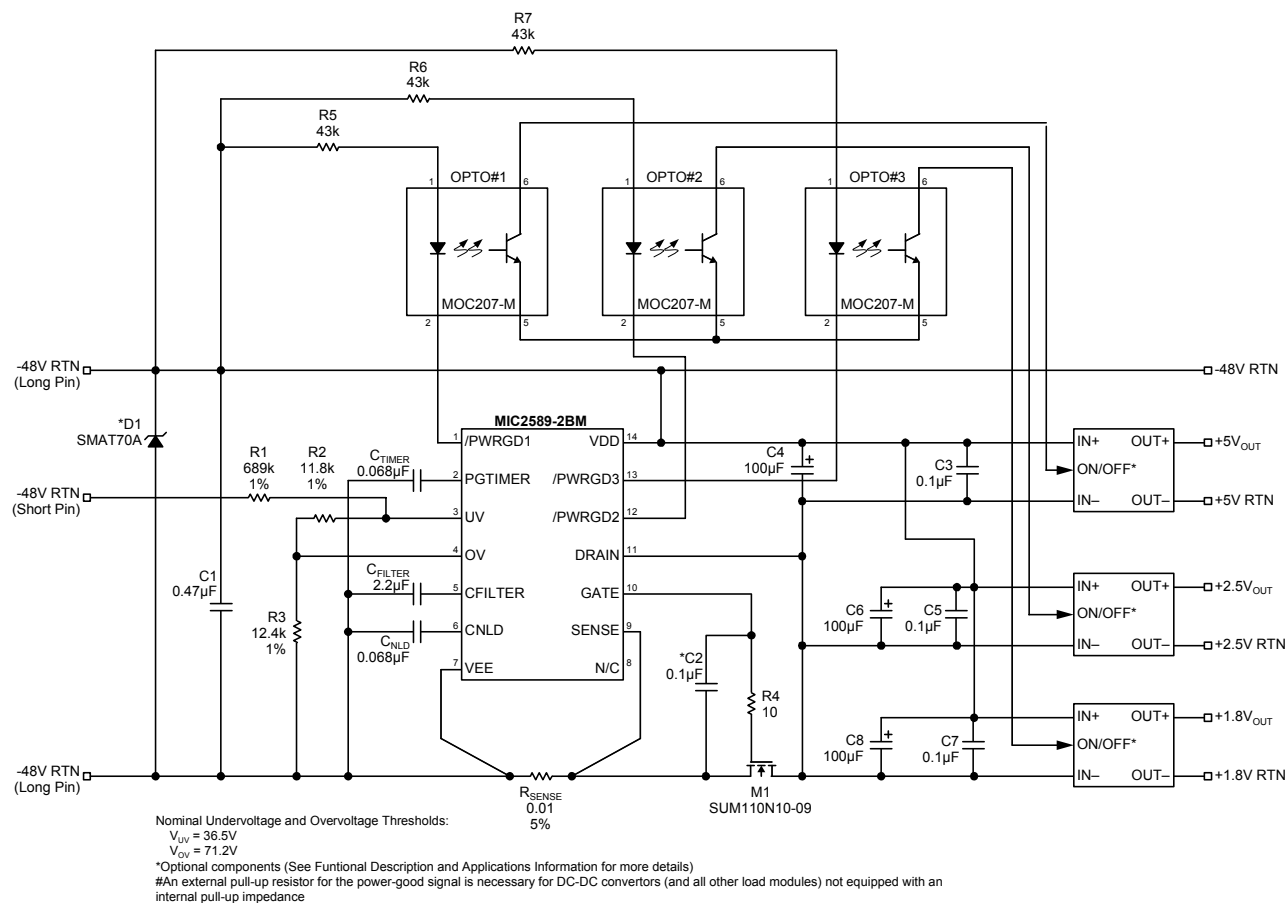 R7
43k
R6
43k
R5
43k
1
OPTO#1
6
1
OPTO#2
6
1
OPTO#3
6
MOC207-M
MOC207-M
MOC207-M
2
5
2
5
2
5
-48V RTN
(Long Pin)
-48V RTN
*D1
SMAT70A
MIC2589-2BM
1
/PWRGD1
VDD
14
IN+
OUT+
+5VOUT
R1
689k
1%
R2
11.8k
1%
CTIMER
0.068µF
C4
100µF
+
C3
0.1µF
ON/OFF*
2
PGTIMER
/PWRGD3
13
IN–
OUT–
+5V RTN
-48V RTN
(Short Pin)
3
UV
/PWRGD2
12
4
OV
DRAIN
11
C1
0.47µF
CFILTER
2.2µF
5
CFILTER
GATE
10
C6
100µF
+
C5
0.1µF
IN+
OUT+
+2.5VOUT
ON/OFF*
R3
12.4k
1%
CNLD
0.068µF
6
CNLD
SENSE
9
IN–
OUT–
+2.5V RTN
7
VEE
N/C
8
*C2
0.1µF
R4
10
C8
100µF
+
C7
0.1µF
IN+
OUT+
+1.8VOUT
ON/OFF*
IN–
OUT–
+1.8V RTN
-48V RTN
(Long Pin)
RSENSE
0.01
5%
M1
SUM110N10-09
Nominal Undervoltage and Overvoltage Thresholds:
VUV = 36.5V
VOV = 71.2V
*Optional components (See Funtional Description and Applications Information for more details)
#An external pull-up resistor for the power-good signal is necessary for DC-DC convertors (and all other load modules) not equipped with an
internal pull-up impedance